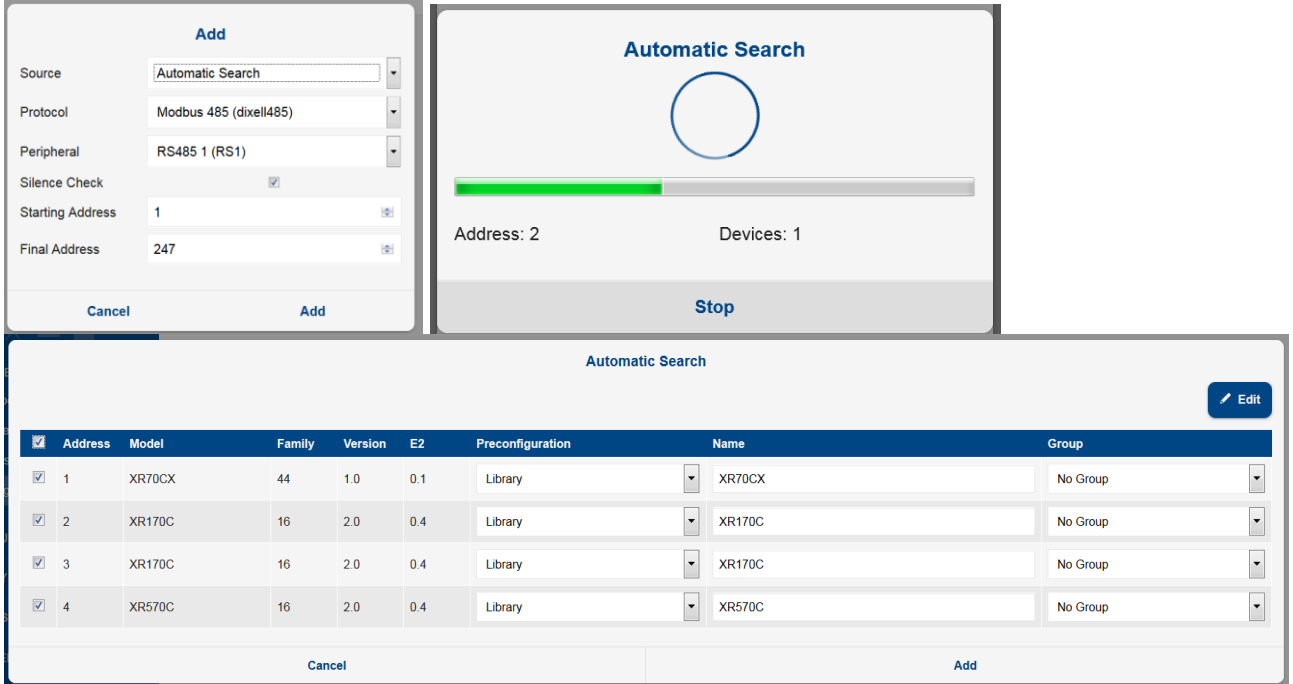 Add
Source Automatic Search
Protocol Modbus 485 (dixell485)
Peripheral RS485 1 (RS1)
Silence Check
Starting Address 1
Final Address 247
Cancel Add
Automatic Search
Address: 2 Devices: 1
Stop
Automatic Search
Edit
Address Model Family Version E2 Preconfiguration Name Group
1 XR70CX 44 1.0 0.1 Library XR70CX No Group
2 XR170C 16 2.0 0.4 Library XR170C No Group
3 XR170C 16 2.0 0.4 Library XR170C No Group
4 XR570C 16 2.0 0.4 Library XR570C No Group
Cancel Add